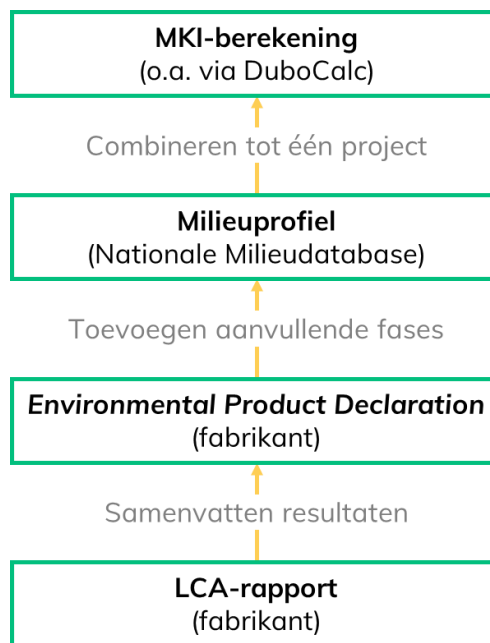 MKI-berekening
(o.a. via DuboCalc)
Combineren tot één project
Milieuprofiel
(Nationale Milieudatabase)
Toevoegen aanvullende fases
Environmental Product Declaration
(fabrikant)
Samenvatten resultaten
LCA-rapport
(fabrikant)